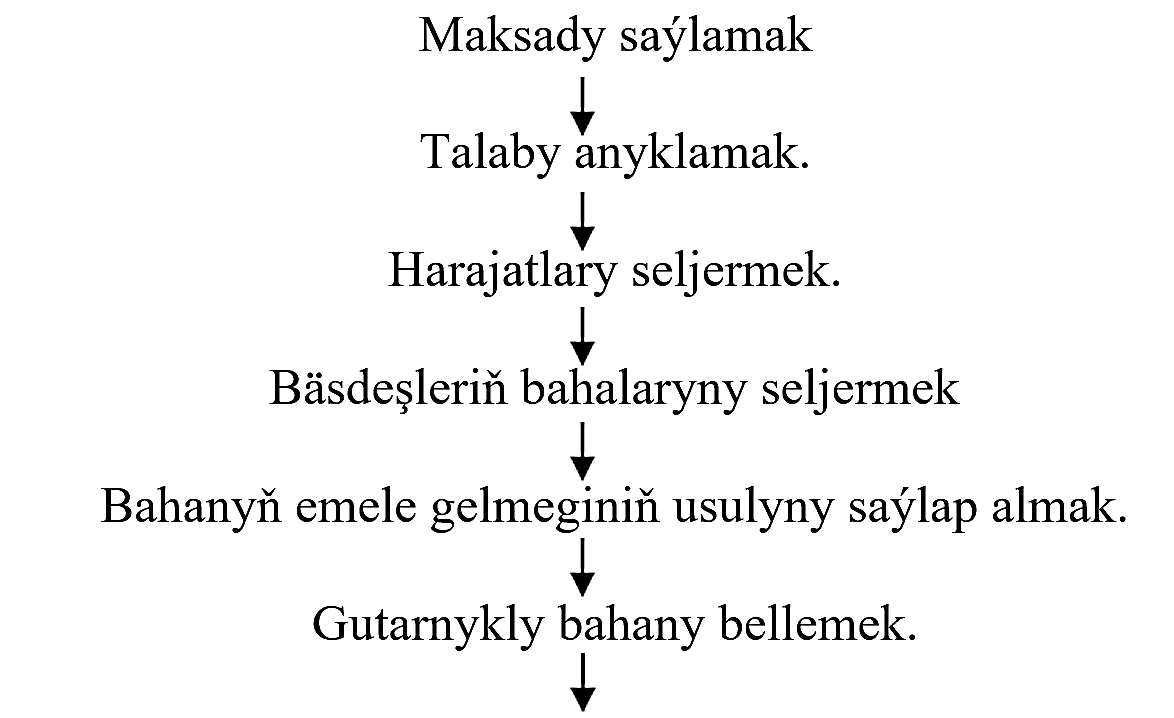 Maksady saýlamak
Talaby anyklamak.
Harajatlary seljermek.
Bäsdeşleriň bahalaryny seljermek
Bahanyň emele gelmeginiň usulyny saýlap almak.
Gutarnykly bahany bellemek.